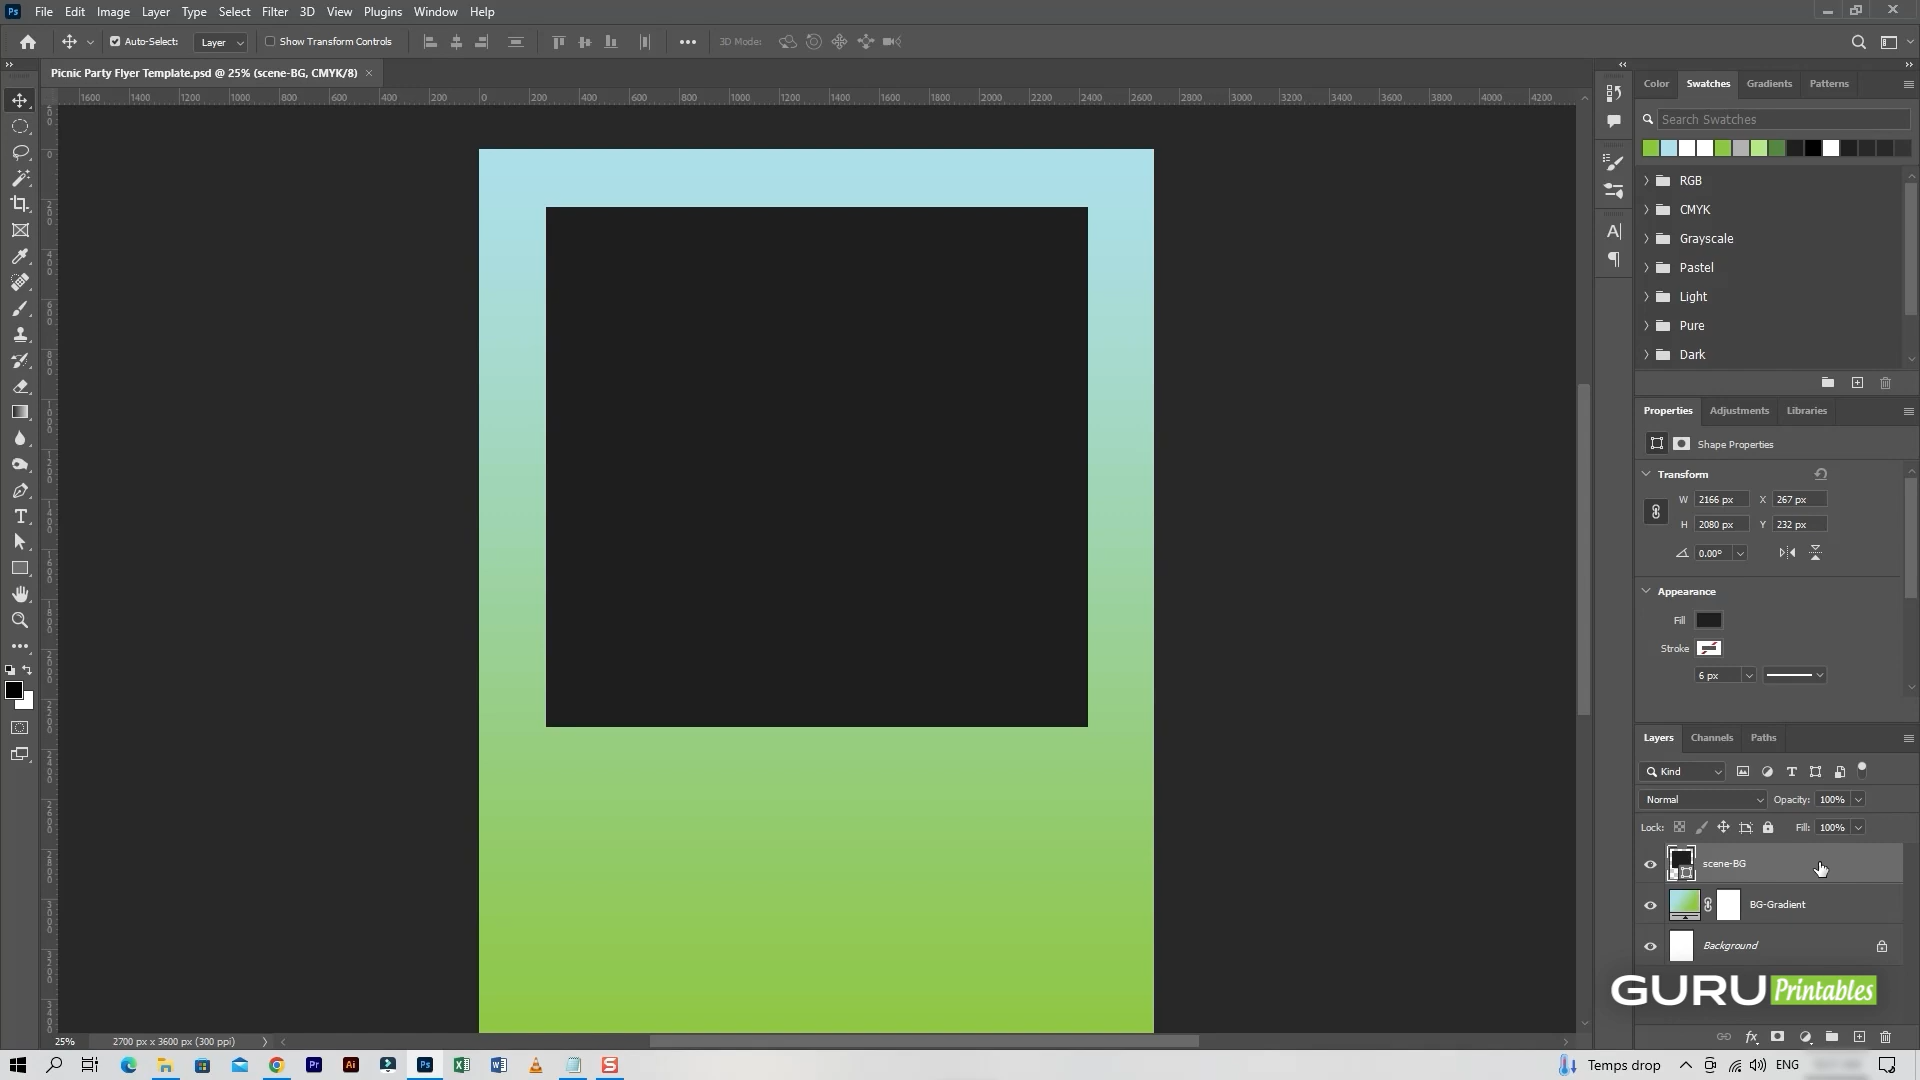 Ps File Edit Image Layer Type Select Filter 3D View Plugins Window Help
Auto-Select: Layer Show Transform Controls 3D Mode:
Picnic Party Flyer Template.psd @ 25% (scene-BG, CMYK/8)
1600 1400 1200 1000 800 600 400 200 0 200 400 600 800 1000 1200 1400 1600 1800 2000 2200 2400 2600 2800 3000 3200 3400 3600 3800 4000 4200
Color Swatches Gradients Patterns
Search Swatches
RGB
CMYK
Grayscale
Pastel
Light
Pure
Dark
Properties Adjustments Libraries
Shape Properties
Transform
W 2166 px X 267 px
H 2080 px Y 232 px
0.00°
Appearance
Fill
Stroke
6 px
Layers Channels Paths
Kind
Normal Opacity: 100%
Lock: Fill: 100%
scene-BG
BG-Gradient
Background
GURU Printables
25% 2700 px x 3600 px (300 ppi)
Pr Ai Ps
Temps drop ENG